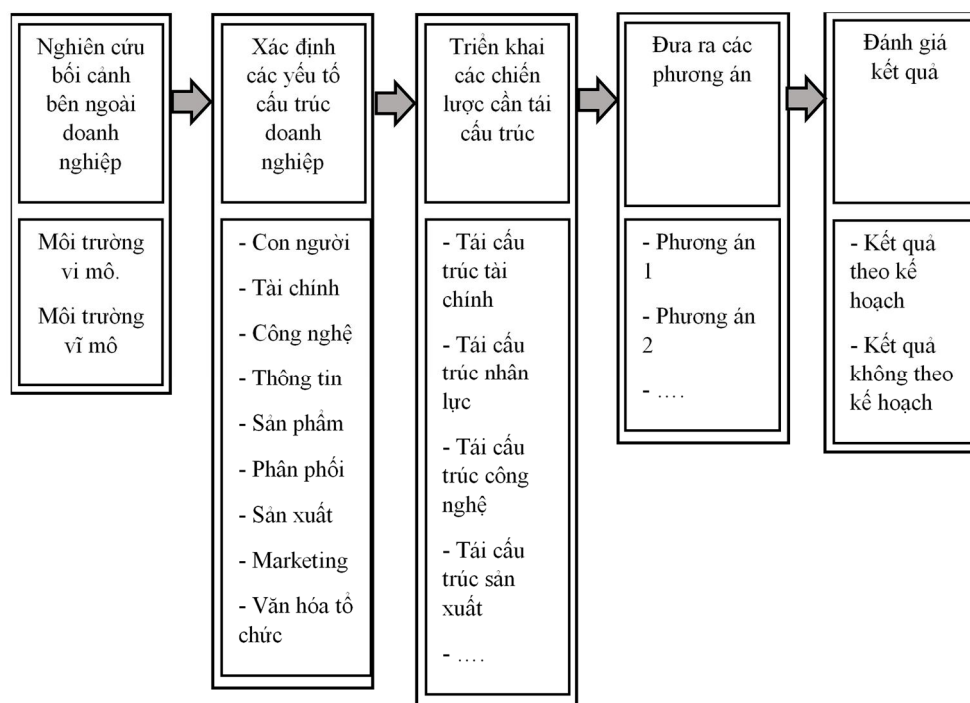 Nghiên cứu
bối cảnh
bên ngoài
doanh
nghiệp
Môi trường
vi mô.
Môi trường
vĩ mô
Xác định
các yếu tố
cấu trúc
doanh
nghiệp
- Con người
- Tài chính
- Công nghệ
- Thông tin
- Sản phẩm
- Phân phối
- Sản xuất
- Marketing
- Văn hóa tổ
chức
Triển khai
các chiến
lược cần tái
cấu trúc
- Tái cấu
trúc tài
chính
- Tái cấu
trúc nhân
lực
- Tái cấu
trúc công
nghệ
- Tái cấu
trúc sản
xuất
- ....
Đưa ra các
phương án
- Phương án
1
- Phương án
2
- ....
Đánh giá
kết quả
- Kết quả
theo kế
hoạch
- Kết quả
không theo
kế hoạch